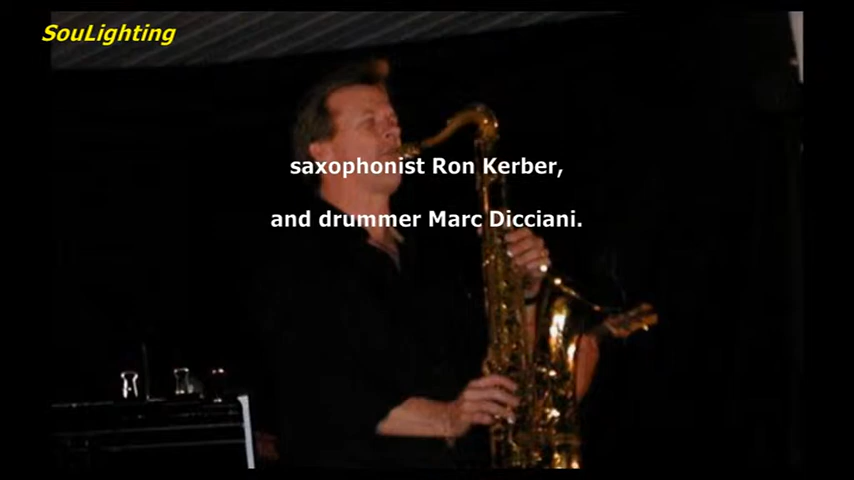 SouLighting
saxophonist Ron Kerber,
and drummer Marc Dicciani.